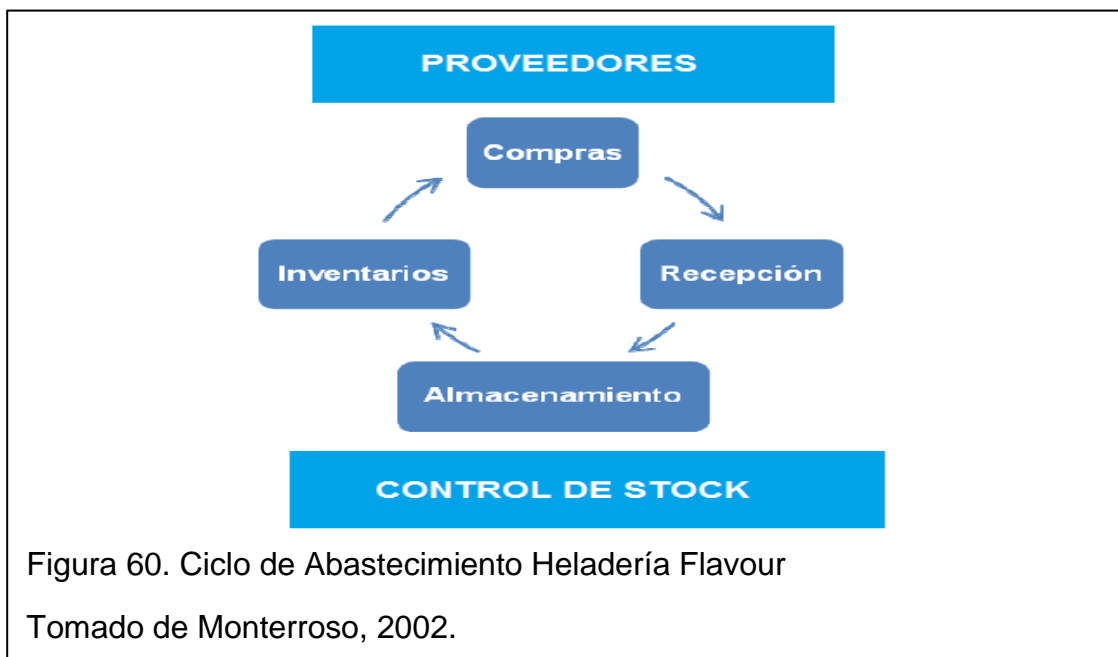 PROVEEDORES
Compras
Inventarios
Recepción
Almacenamiento
CONTROL DE STOCK
Figura 60. Ciclo de Abastecimiento Heladería Flavour
Tomado de Monterroso, 2002.